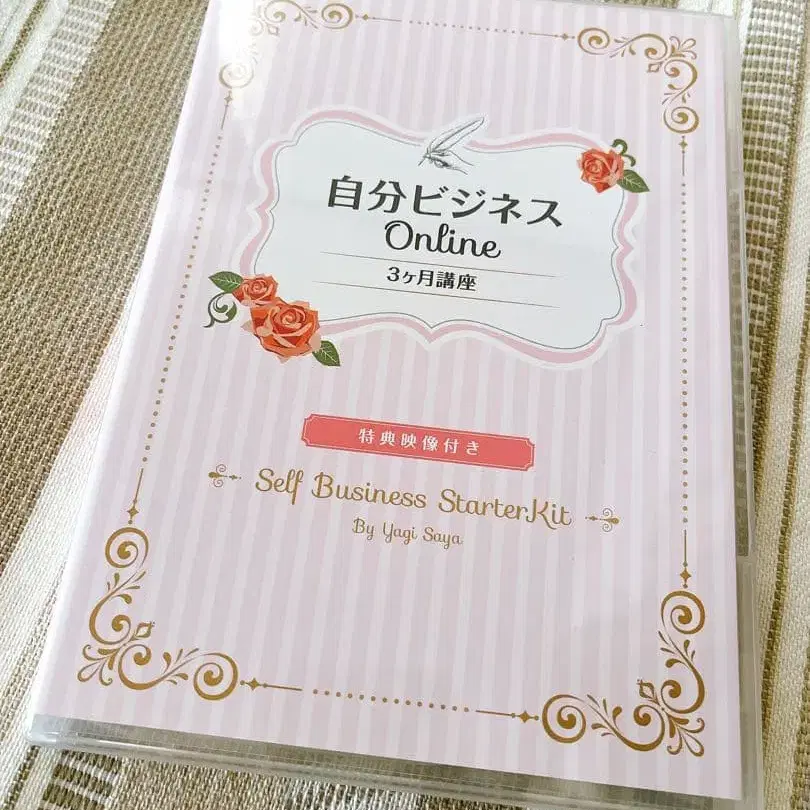 自分ビジネス
Online
3ヶ月講座
特典映像付き
Self Business StarterKit
By Yagi Saya